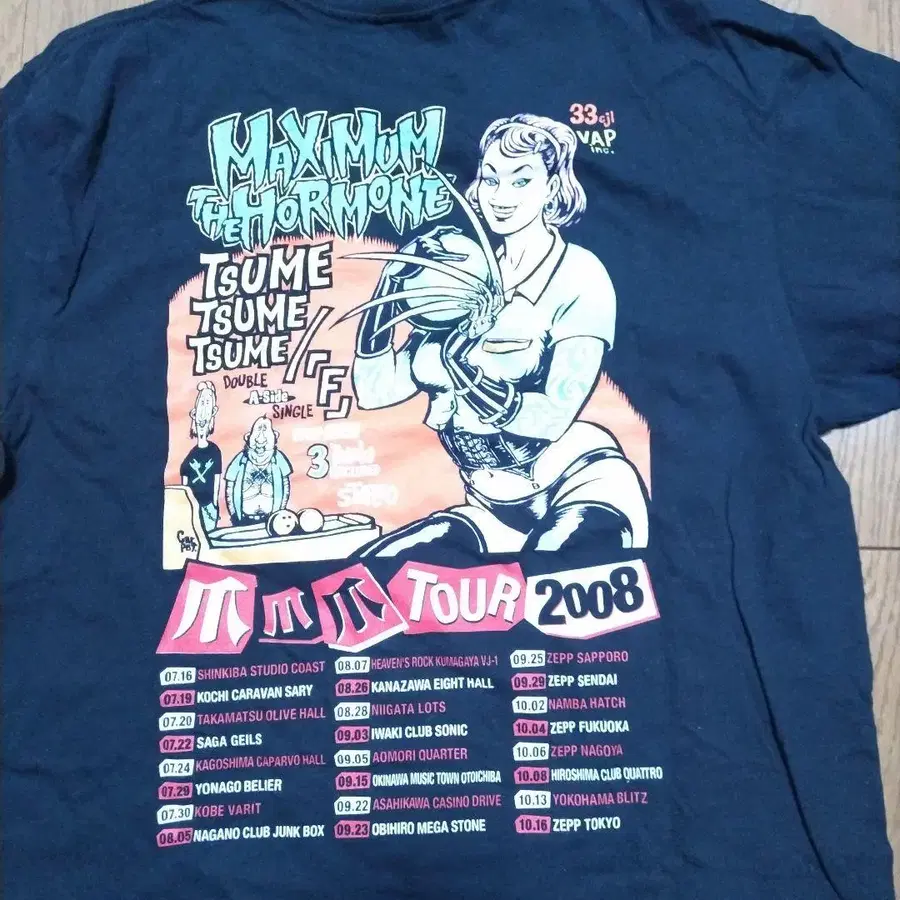 MAXIMUM
THE HORMONE
33cjl
VAP
INC.
TSUME
TSUME
TSUME/「F」
DOUBLE
A-Side
SINGLE
3
爪爪爪 TOUR 2008
07.16 SHINKIBA STUDIO COAST
07.19 KOCHI CARAVAN SARY
07.20 TAKAMATSU OLIVE HALL
07.22 SAGA GEILS
07.24 KAGOSHIMA CAPARVO HALL
07.29 YONAGO BELIER
07.30 KOBE VARIT
08.05 NAGANO CLUB JUNK BOX
08.07 HEAVEN'S ROCK KUMAGAYA VJ-1
08.26 KANAZAWA EIGHT HALL
08.28 NIIGATA LOTS
09.03 IWAKI CLUB SONIC
09.05 AOMORI QUARTER
09.15 OKINAWA MUSIC TOWN OTOICHIBA
09.22 ASAHIKAWA CASINO DRIVE
09.23 OBIHIRO MEGA STONE
09.25 ZEPP SAPPORO
09.29 ZEPP SENDAI
10.02 NAMBA HATCH
10.04 ZEPP FUKUOKA
10.06 ZEPP NAGOYA
10.08 HIROSHIMA CLUB QUATTRO
10.13 YOKOHAMA BLITZ
10.16 ZEPP TOKYO